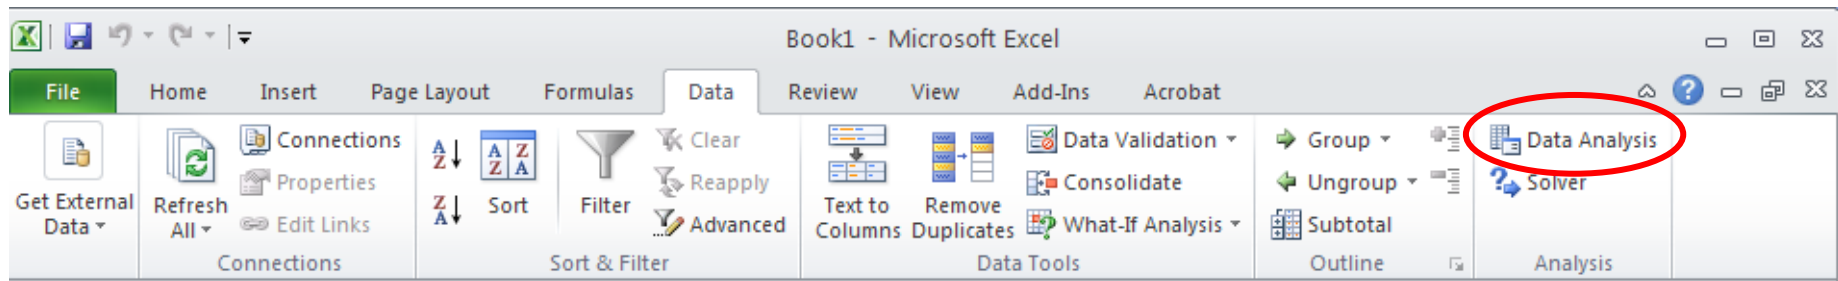 Book1 - Microsoft Excel
File Home Insert Page Layout Formulas Data Review View Add-Ins Acrobat
Get External Data
Connections
Properties
Edit Links
Refresh All
Connections
Sort
Filter
Clear
Reapply
Advanced
Sort & Filter
Text to Columns
Remove Duplicates
Data Validation
Consolidate
What-If Analysis
Data Tools
Group
Ungroup
Subtotal
Outline
Data Analysis
Solver
Analysis